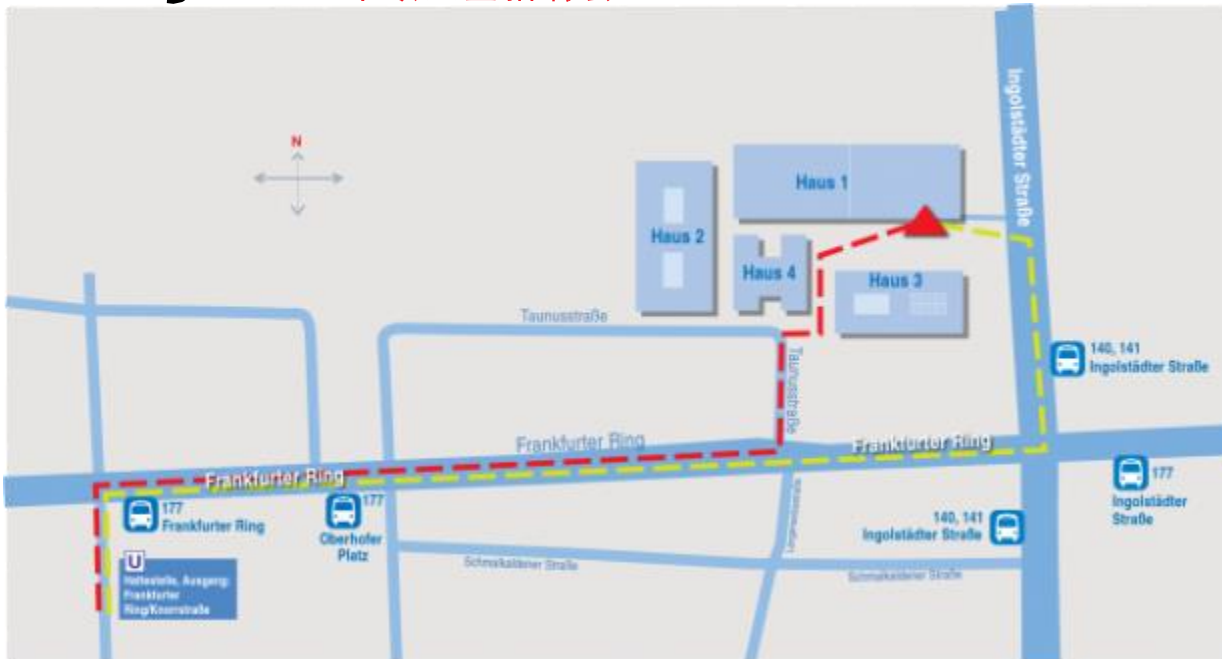 N
Ingolstädter Straße
Haus 1
Haus 2
Haus 4
Haus 3
Taunusstraße
Taunusstraße
140, 141
Ingolstädter Straße
Frankfurter Ring
Frankfurter Ring
Frankfurter Ring
177
Frankfurter Ring
177
Oberhofer
Platz
177
Ingolstädter
Straße
140, 141
Ingolstädter Straße
U
Haltestelle, Ausgang:
Frankfurter
Ring/Knorrstraße
Schmalkaldener Straße
Schmalkaldener Straße